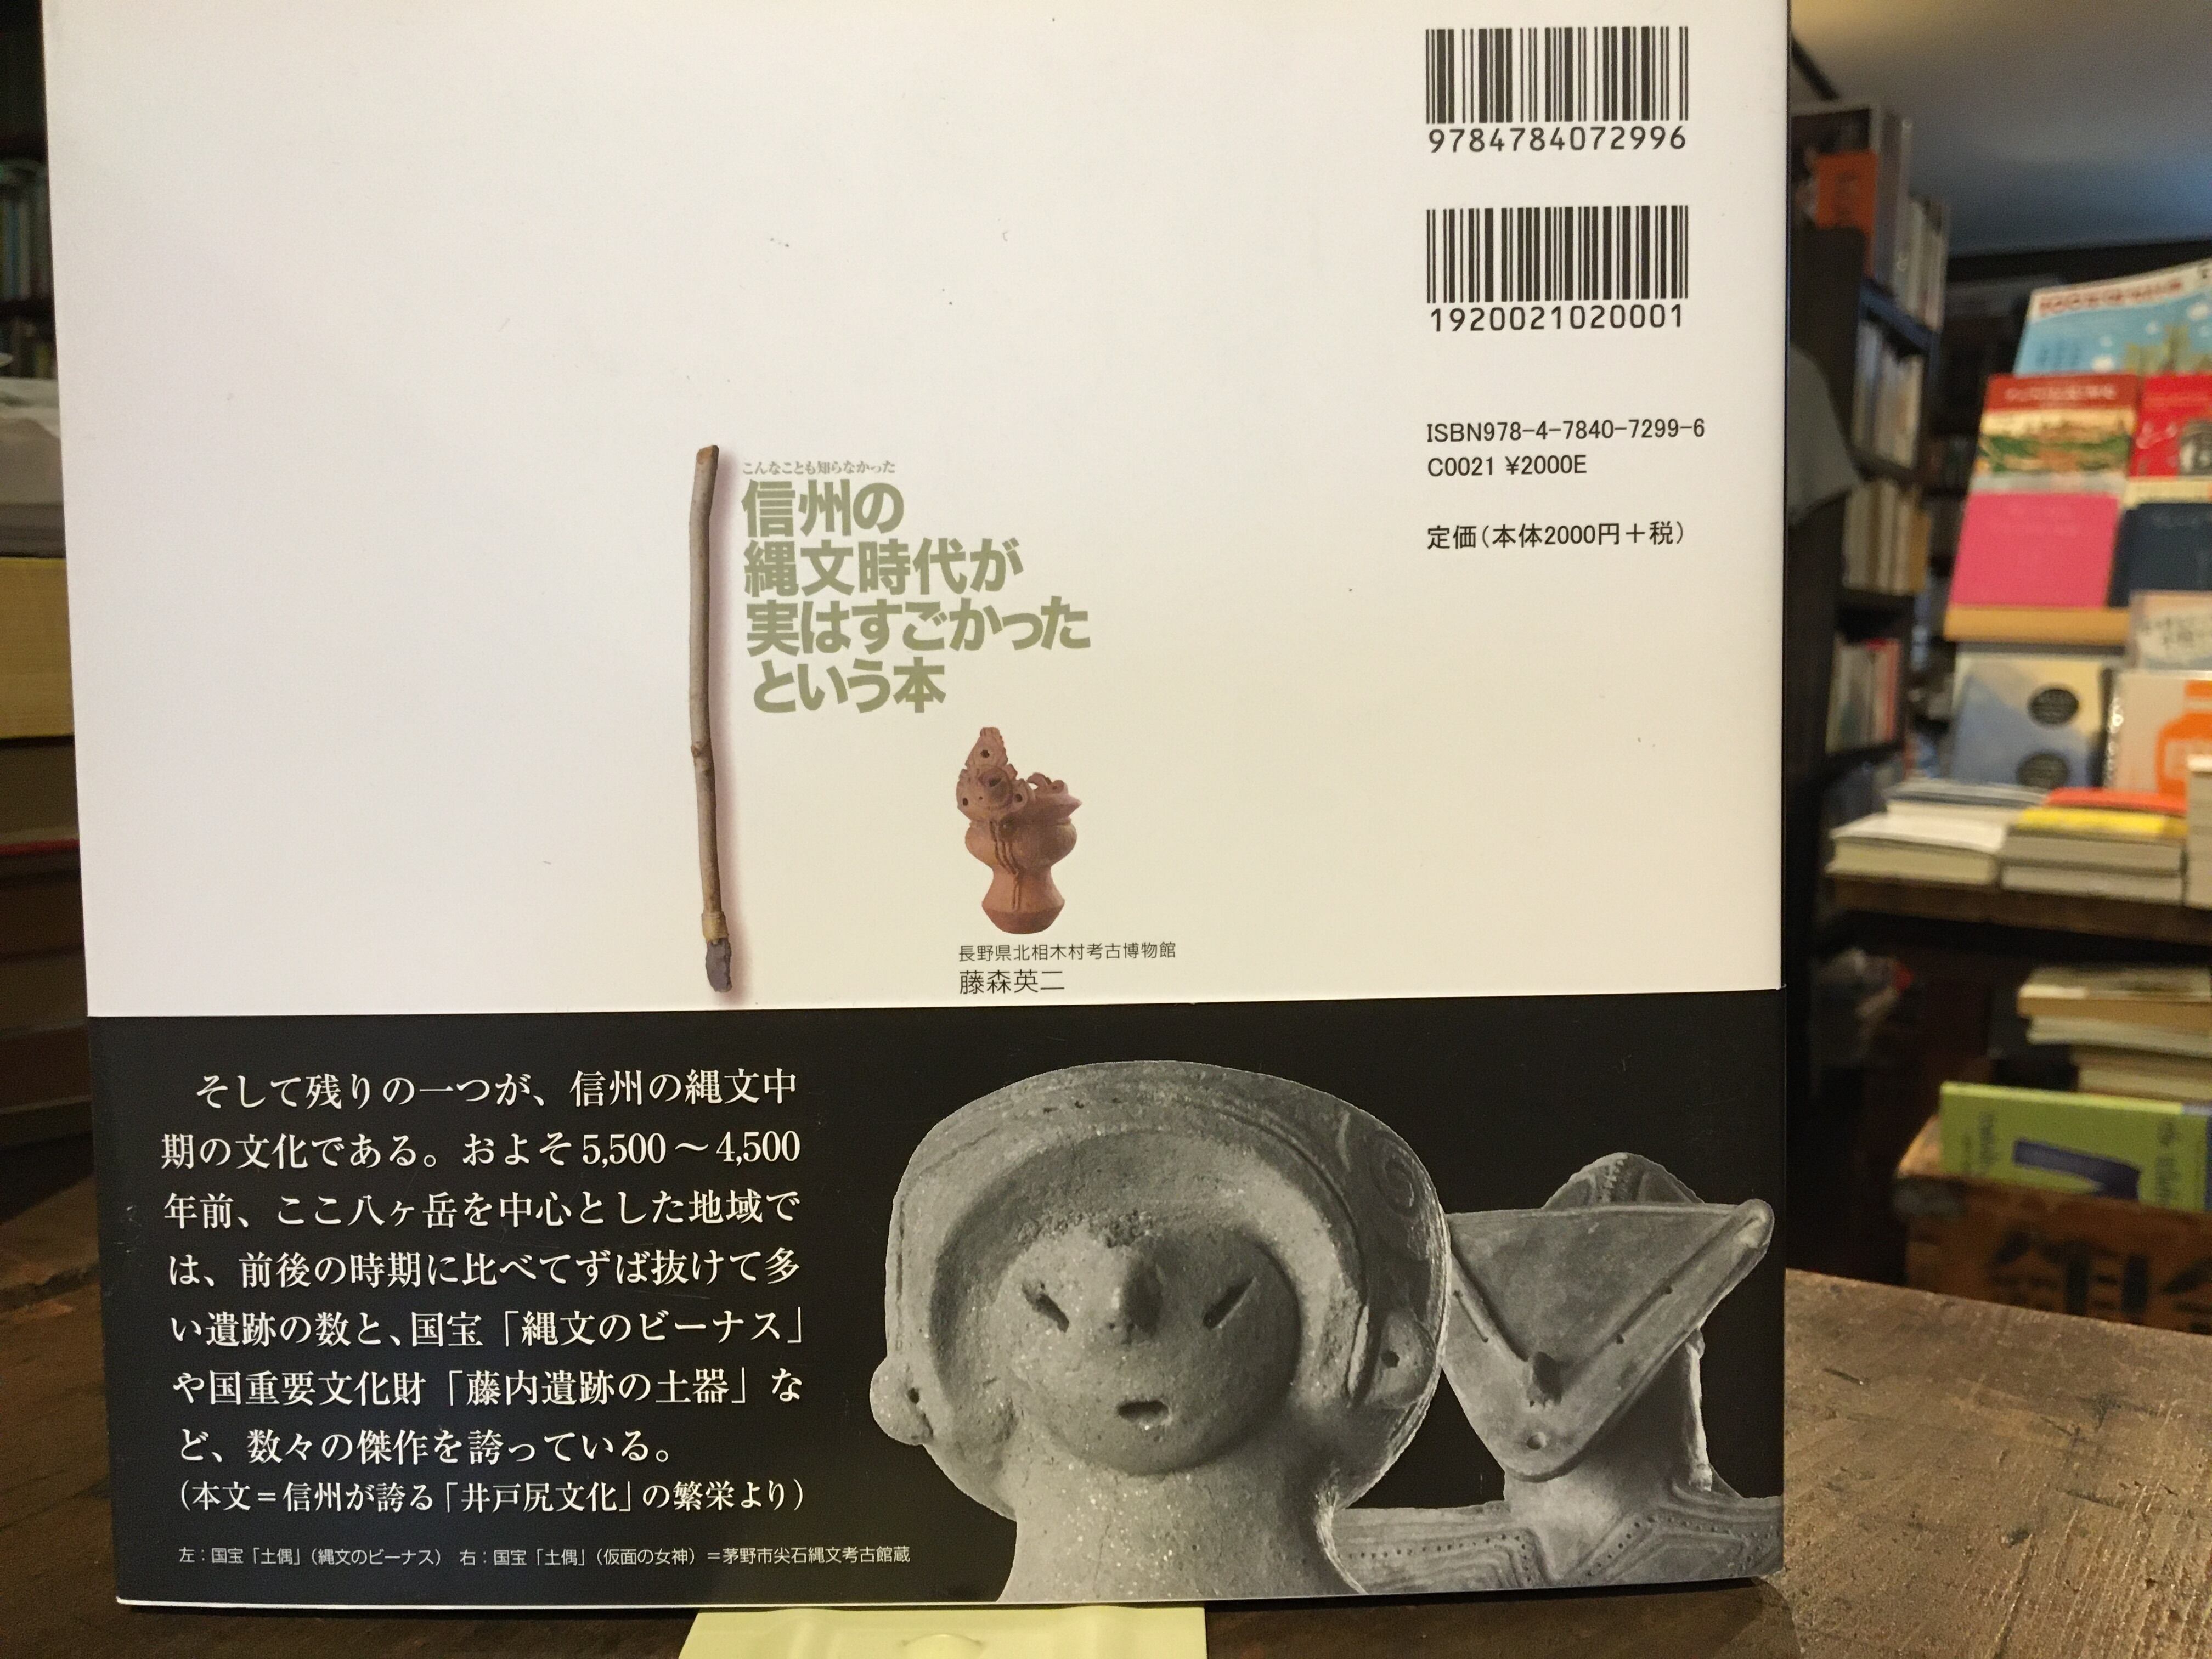 9784784072996
1920021020001
ISBN978-4-7840-7299-6
C0021 ¥2000E
定価(本体2000円+税)
こんなことも知らなかった
信州の
縄文時代が
実はすごかった
という本
長野県北相木村考古博物館
藤森英二
そして残りの一つが、信州の縄文中
期の文化である。およそ5,500～4,500
年前、ここ八ヶ岳を中心とした地域で
は、前後の時期に比べてずば抜けて多
い遺跡の数と、国宝「縄文のビーナス」
や国重要文化財「藤内遺跡の土器」な
ど、数々の傑作を誇っている。
(本文=信州が誇る「井戸尻文化」の繁栄より)
左:国宝「土偶」(縄文のビーナス) 右:国宝「土偶」(仮面の女神)=茅野市尖石縄文考古館蔵